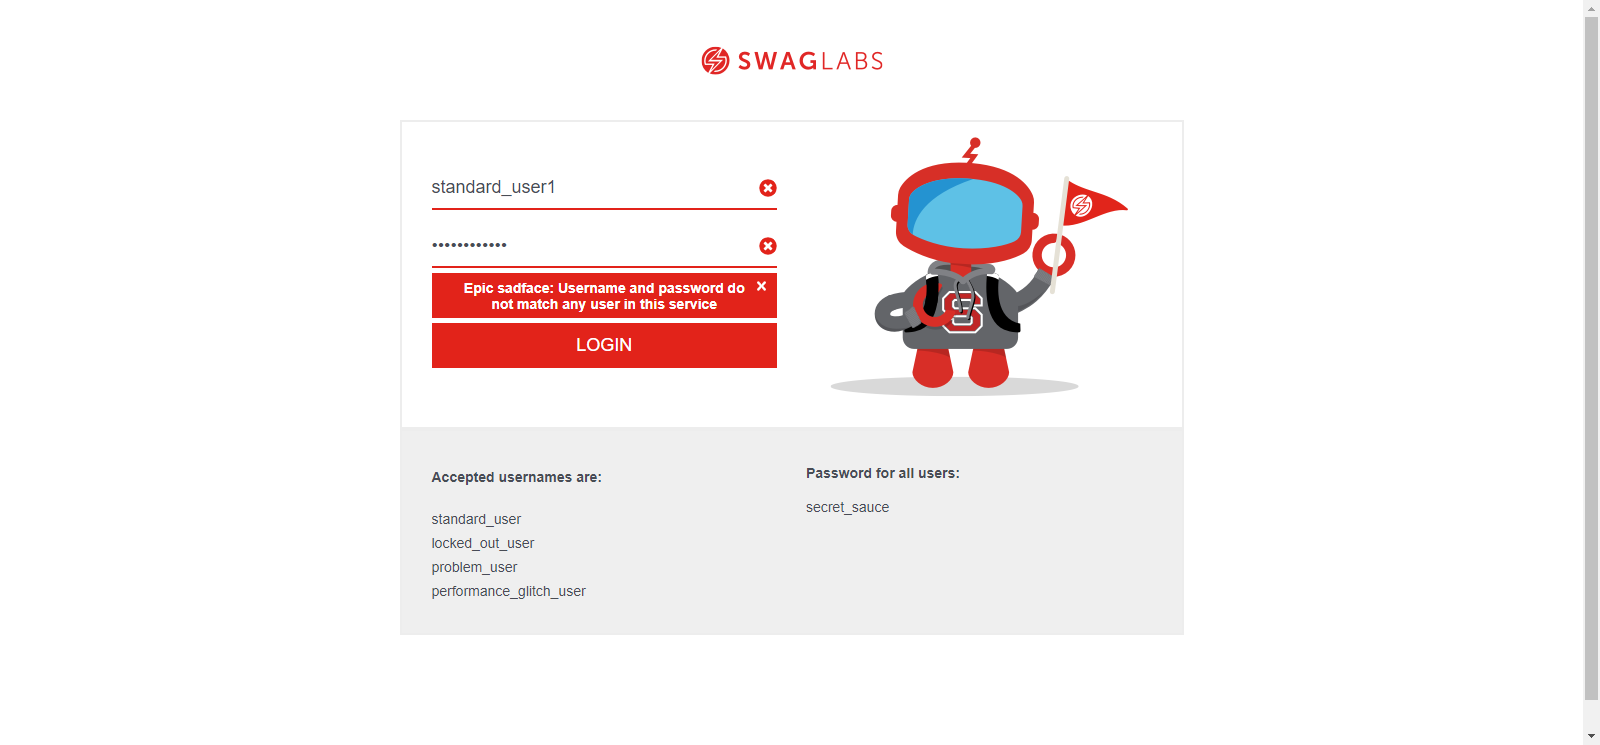 SWAGLABS
standard_user1
••••••••••••
Epic sadface: Username and password do
not match any user in this service
LOGIN
S
Accepted usernames are:
standard_user
locked_out_user
problem_user
performance_glitch_user
Password for all users:
secret_sauce